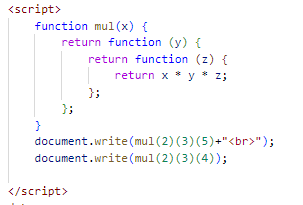 <script>
function mul(x) {
return function (y) {
return function (z) {
return x * y * z;
};
};
}
document.write(mul(2)(3)(5)+"<br>");
document.write(mul(2)(3)(4));
</script>